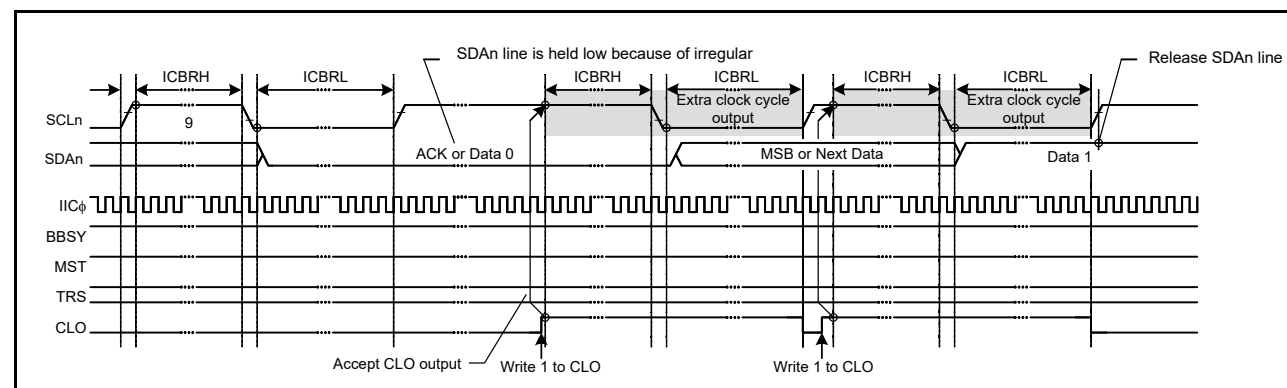 SDAn line is held low because of irregular
Release SDAn line
ICBRH
ICBRL
ICBRH
ICBRL
ICBRH
ICBRL
Extra clock cycle
output
Extra clock cycle
output
SCLn
9
SDAn
ACK or Data 0
MSB or Next Data
Data 1
IICϕ
BBSY
MST
TRS
CLO
Accept CLO output
Write 1 to CLO
Write 1 to CLO